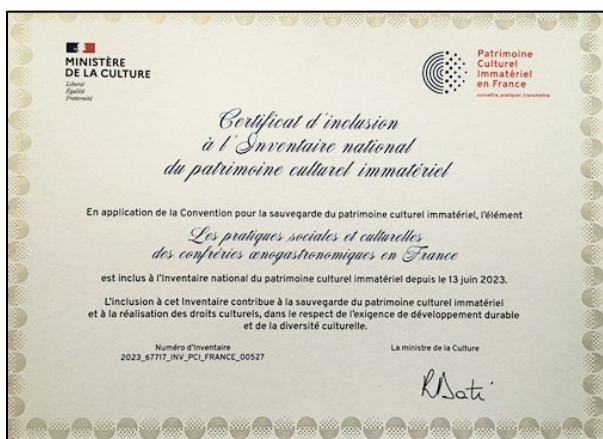 MINISTÈRE
DE LA CULTURE
Liberté
Égalité
Fraternité
Patrimoine
Culturel
Immatériel
en France
connaître, pratiquer, transmettre
Certificat d'inclusion
à l'Inventaire national
du patrimoine culturel immatériel
En application de la Convention pour la sauvegarde du patrimoine culturel immatériel, l'élément
Les pratiques sociales et culturelles
des confréries œnogastronomiques en France
est inclus à l'Inventaire national du patrimoine culturel immatériel depuis le 13 juin 2023.
L'inclusion à cet Inventaire contribue à la sauvegarde du patrimoine culturel immatériel
et à la réalisation des droits culturels, dans le respect de l'exigence de développement durable
et de la diversité culturelle.
Numéro d'Inventaire
2023_67717_INV_PCI_FRANCE_00527
La ministre de la Culture
RDati